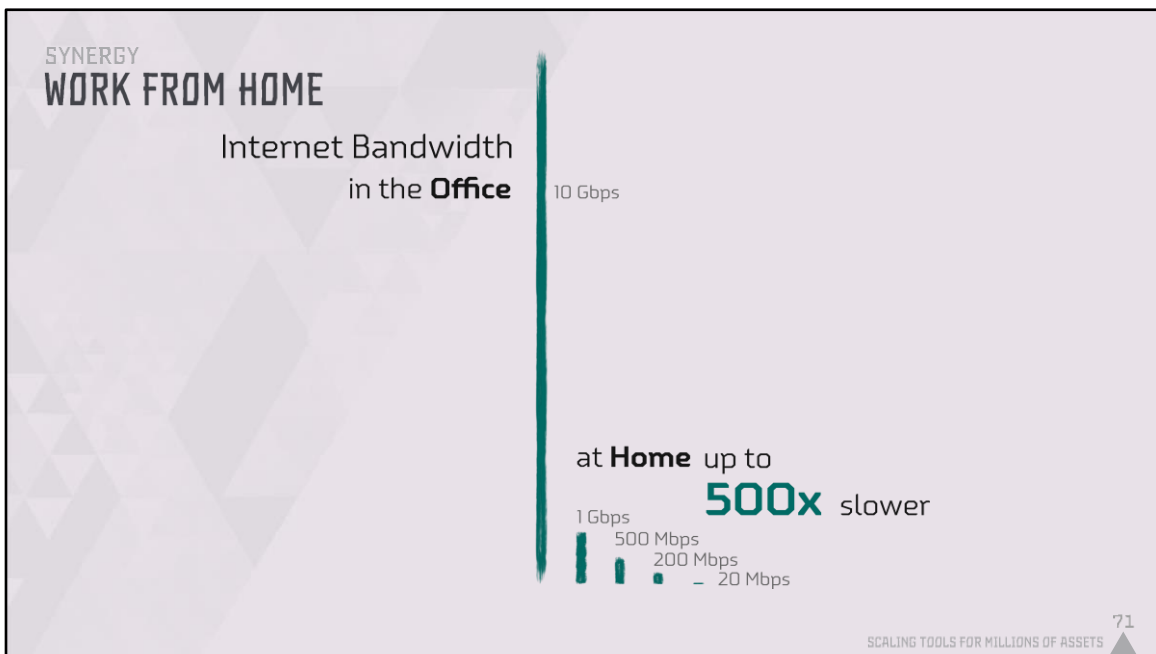 SYNERGY
WORK FROM HOME
Internet Bandwidth
in the Office
10 Gbps
at Home up to
500x slower
1 Gbps
500 Mbps
200 Mbps
20 Mbps
71
SCALING TOOLS FOR MILLIONS OF ASSETS